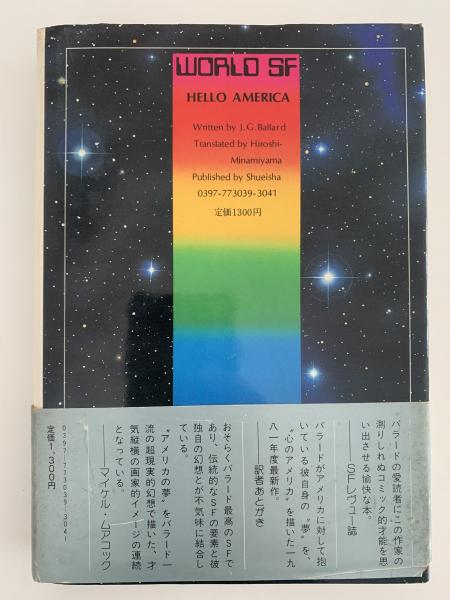 WORLD SF
HELLO AMERICA
Written by J.G.Ballard
Translated by Hiroshi-
Minamiyama
Published by Shueisha
0397-773039-3041
定価1300円
バラードの愛読者にこの作家の
測りしれぬコミック的才能を思
い出させる愉快な本。
——SFレヴュー誌
バラードがアメリカに対して抱
いている彼自身の“夢”を、
“心のアメリカ”を描いた一九
八一年度最新作。
——訳者あとがき
おそらくバラード最高のSFで
あり、伝統的なSFの要素と彼
独自の幻想とが不気味に結合し
ている。
“アメリカの夢”をバラード一
流の超現実的幻想で描いた、才
気縦横の画家的イメージの連続
となっている。
——マイケル・ムアコック
0397-773039-3041
定価1,300円